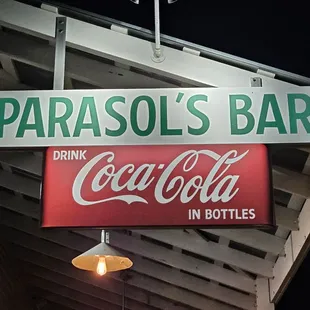 PARASOL'S BAR
DRINK
Coca-Cola
IN BOTTLES